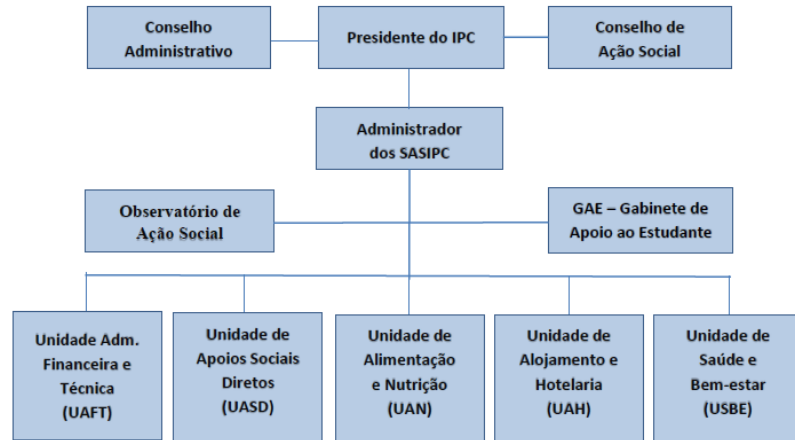 Conselho
Administrativo
Presidente do IPC
Conselho de
Ação Social
Administrador
dos SASIPC
Observatório de
Ação Social
GAE – Gabinete de
Apoio ao Estudante
Unidade Adm.
Financeira e
Técnica
(UAFT)
Unidade de
Apoios Sociais
Diretos
(UASD)
Unidade de
Alimentação
e Nutrição
(UAN)
Unidade de
Alojamento e
Hotelaria
(UAH)
Unidade de
Saúde e
Bem-estar
(USBE)